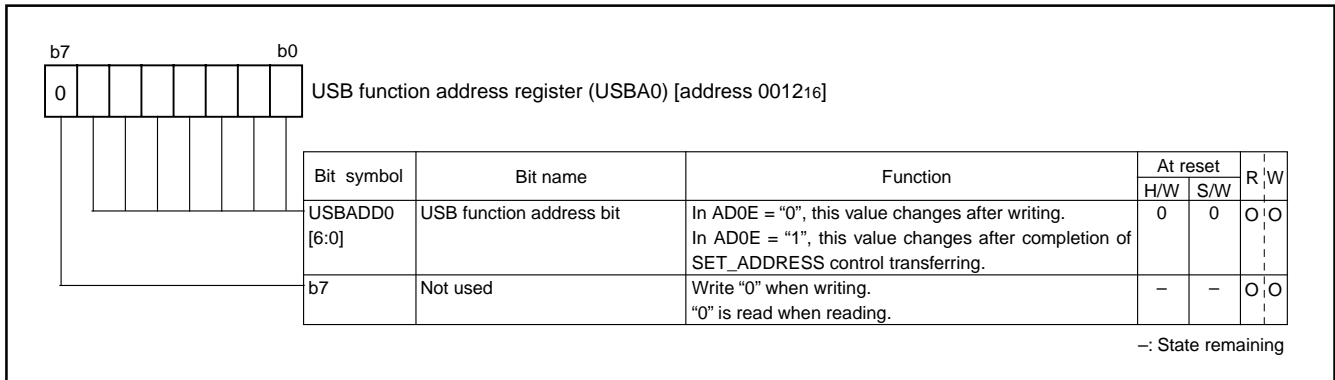 b7 b0
0
USB function address register (USBA0) [address 001216]
Bit symbol Bit name Function At reset R W
H/W S/W
USBADD0 USB function address bit In AD0E = “0”, this value changes after writing. 0 0 O O
[6:0] In AD0E = “1”, this value changes after completion of
SET_ADDRESS control transferring.
b7 Not used Write “0” when writing. – – O O
“0” is read when reading.
–: State remaining